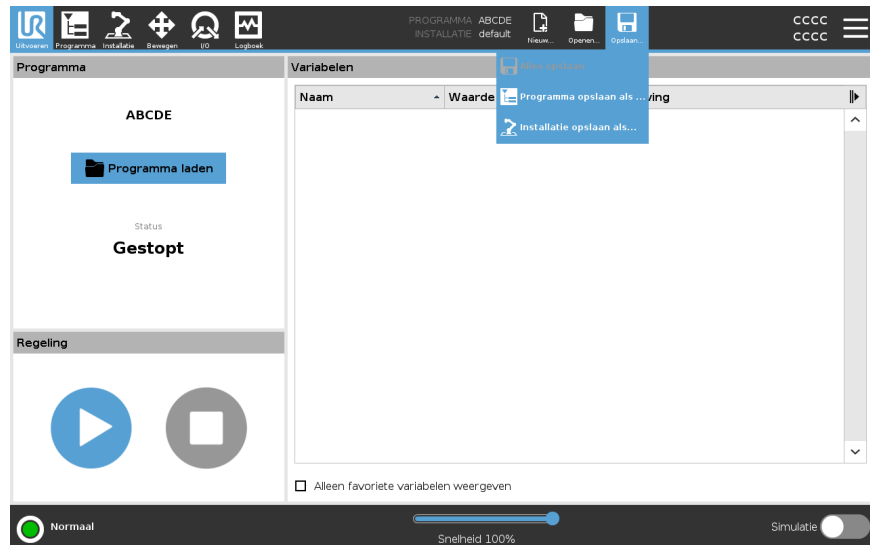 UR
PROGRAMMA ABCDE
INSTALLATIE default
Uitvoeren Programma Installatie Bewegen I/O Logboek
Nieuw... Openen... Opslaan...
CCCC
CCCC
Programma
Variabelen
Alles opslaan
Programma opslaan als ...
Installatie opslaan als...
Naam Waarde ving
ABCDE
Programma laden
Status
Gestopt
Regeling
Alleen favoriete variabelen weergeven
Normaal
Snelheid 100%
Simulatie